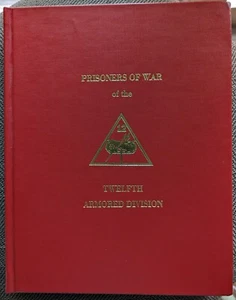 PRISONERS OF WAR
of the
12
TWELFTH
ARMORED DIVISION